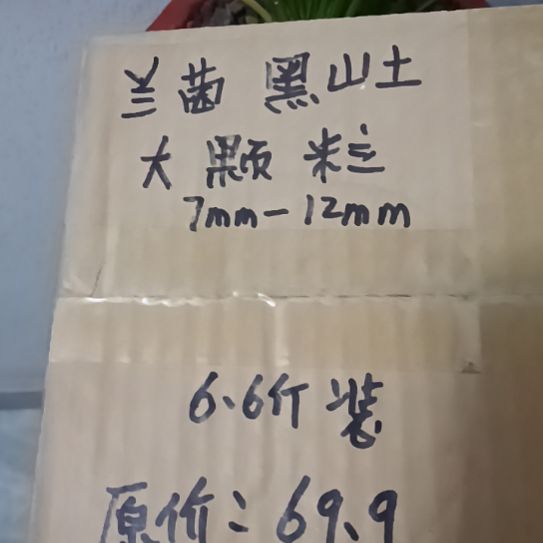 兰菌 黑山土
大颗粒
7mm-12mm
6.6斤装
原价:69.9